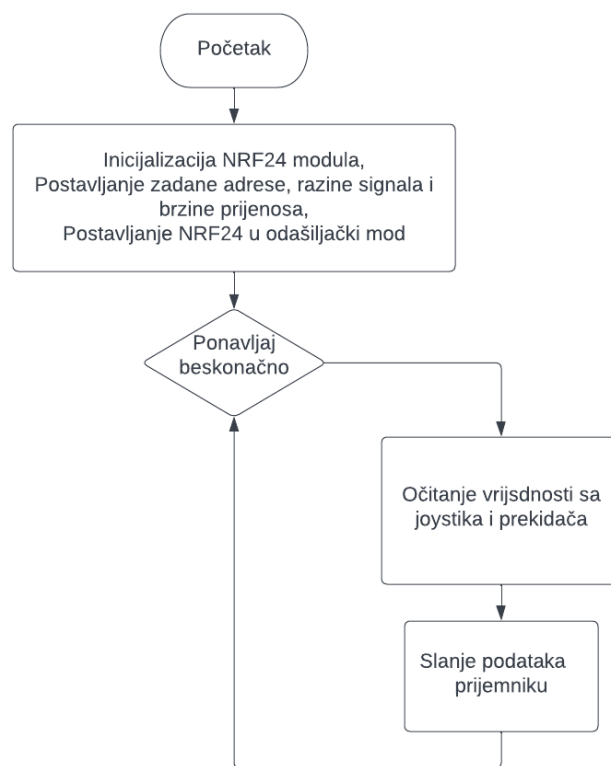 Početak
Inicijalizacija NRF24 modula,
Postavljanje zadane adrese, razine signala i
brzine prijenosa,
Postavljanje NRF24 u odašiljački mod
Ponavljaj
beskonačno
Očitanje vrijsdnosti sa
joystika i prekidača
Slanje podataka
prijemniku